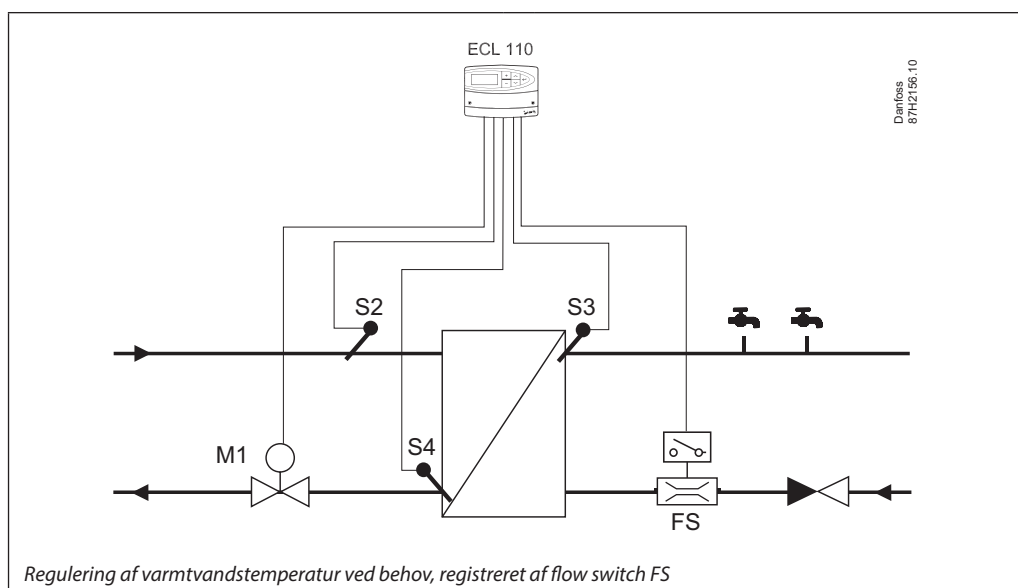 ECL 110
Danfoss
87H2156.10
S2
S3
S4
M1
FS
Regulering af varmtvandstemperatur ved behov, registreret af flow switch FS